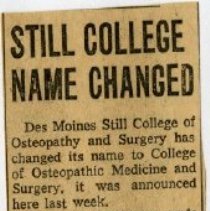 STILL COLLEGE
NAME CHANGED
Des Moines Still College of
Osteopathy and Surgery has
changed its name to College
of Osteopathic Medicine and
Surgery, it was announced
here last week.